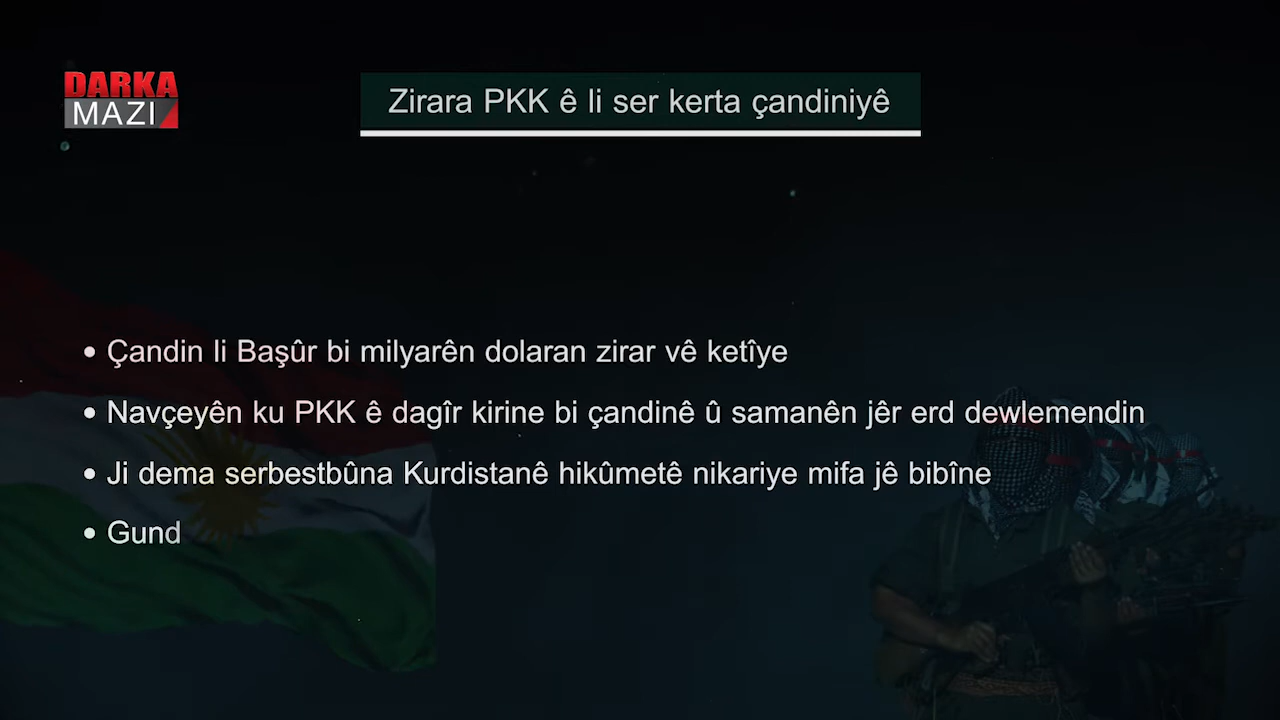 DARKA
MAZI
Zirara PKK ê li ser kerta çandiniyê
• Çandin li Başûr bi milyarên dolaran zirar vê ketîye
• Navçeyên ku PKK ê dagîr kirine bi çandinê û samanên jêr erd dewlemendin
• Ji dema serbestbûna Kurdistanê hikûmetê nikariye mifa jê bibîne
• Gund